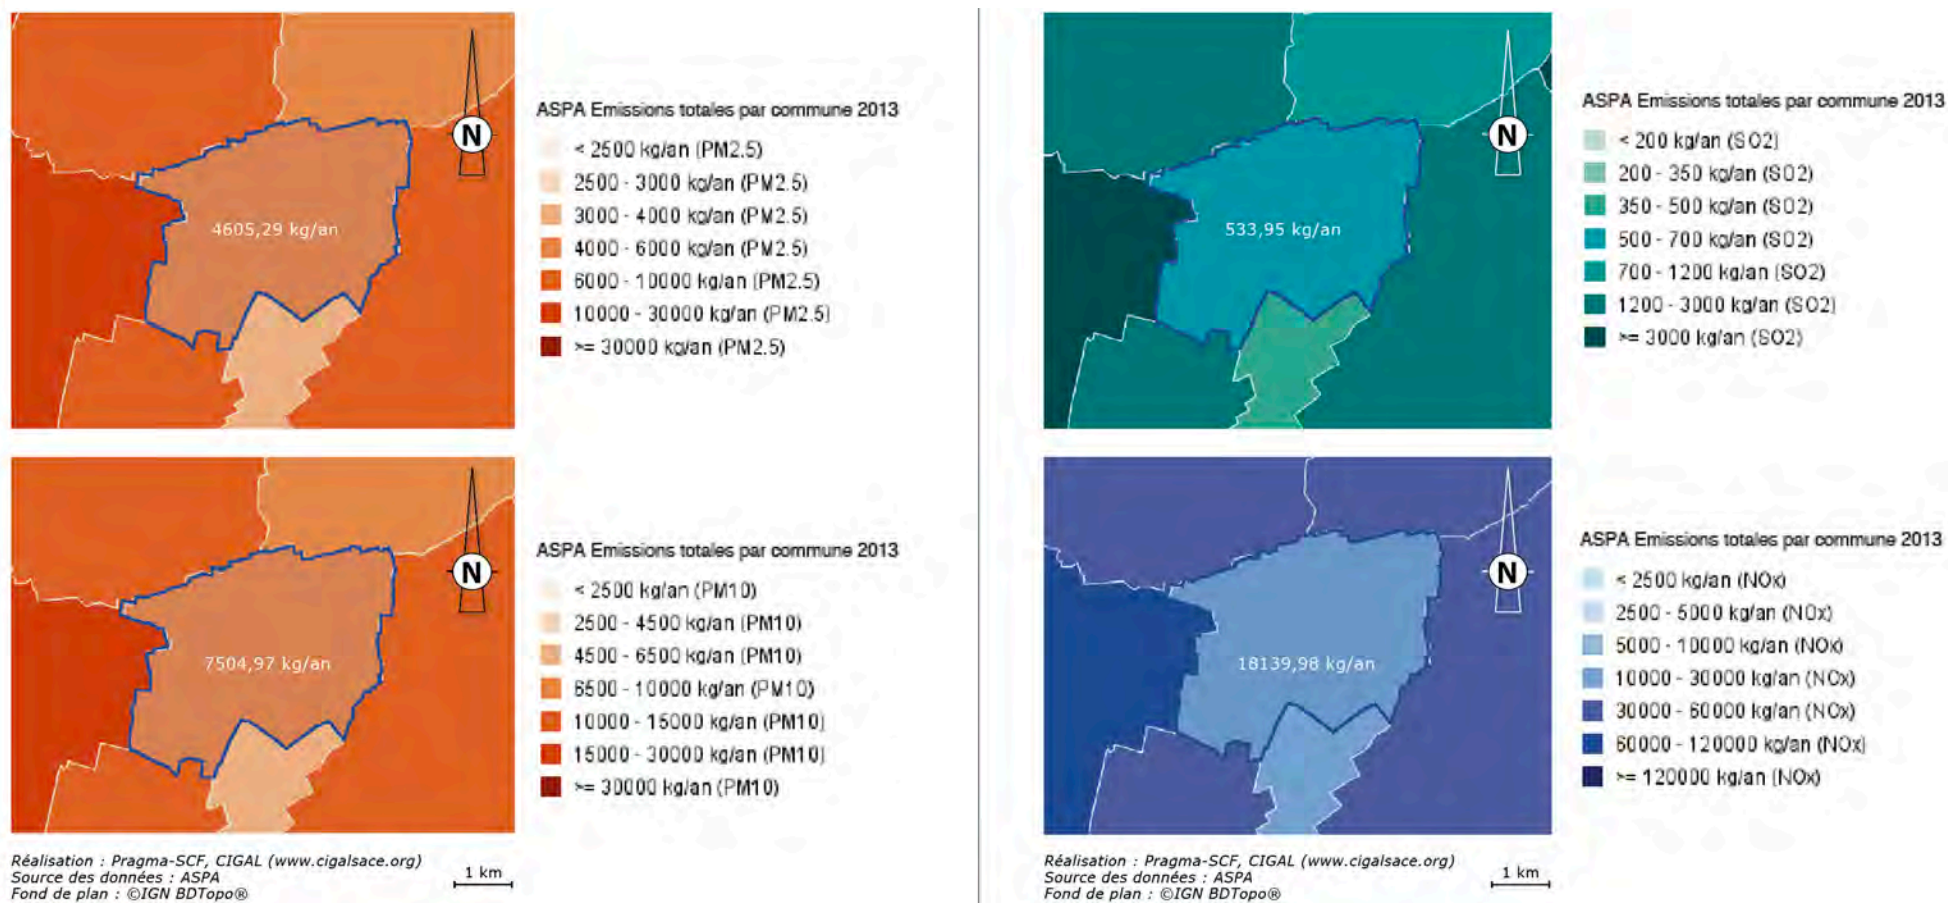 N
4605,29 kg/an
ASPA Emissions totales par commune 2013
< 2500 kg/an (PM2.5)
2500 - 3000 kg/an (PM2.5)
3000 - 4000 kg/an (PM2.5)
4000 - 6000 kg/an (PM2.5)
6000 - 10000 kg/an (PM2.5)
10000 - 30000 kg/an (PM2.5)
>= 30000 kg/an (PM2.5)
N
7504,97 kg/an
ASPA Emissions totales par commune 2013
< 2500 kg/an (PM10)
2500 - 4500 kg/an (PM10)
4500 - 6500 kg/an (PM10)
6500 - 10000 kg/an (PM10)
10000 - 15000 kg/an (PM10)
15000 - 30000 kg/an (PM10)
>= 30000 kg/an (PM10)
Réalisation : Pragma-SCF, CIGAL (www.cigalsace.org)
Source des données : ASPA
Fond de plan : ©IGN BDTopo®
1 km
N
533,95 kg/an
ASPA Emissions totales par commune 2013
< 200 kg/an (SO2)
200 - 350 kg/an (SO2)
350 - 500 kg/an (SO2)
500 - 700 kg/an (SO2)
700 - 1200 kg/an (SO2)
1200 - 3000 kg/an (SO2)
>= 3000 kg/an (SO2)
N
18139,98 kg/an
ASPA Emissions totales par commune 2013
< 2500 kg/an (NOx)
2500 - 5000 kg/an (NOx)
5000 - 10000 kg/an (NOx)
10000 - 30000 kg/an (NOx)
30000 - 60000 kg/an (NOx)
60000 - 120000 kg/an (NOx)
>= 120000 kg/an (NOx)
Réalisation : Pragma-SCF, CIGAL (www.cigalsace.org)
Source des données : ASPA
Fond de plan : ©IGN BDTopo®
1 km